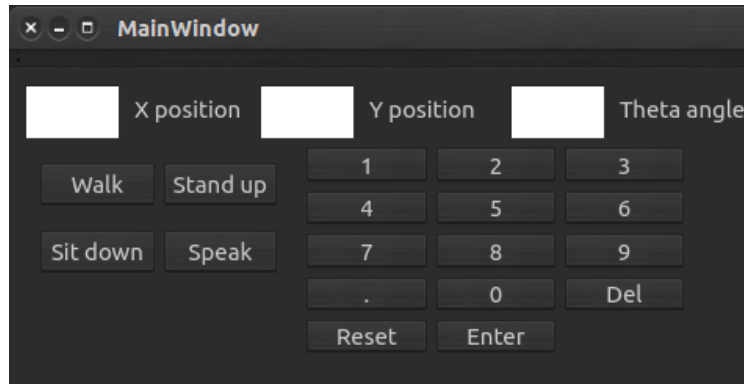 MainWindow
X position Y position Theta angle
Walk Stand up 1 2 3
4 5 6
Sit down Speak 7 8 9
. 0 Del
Reset Enter